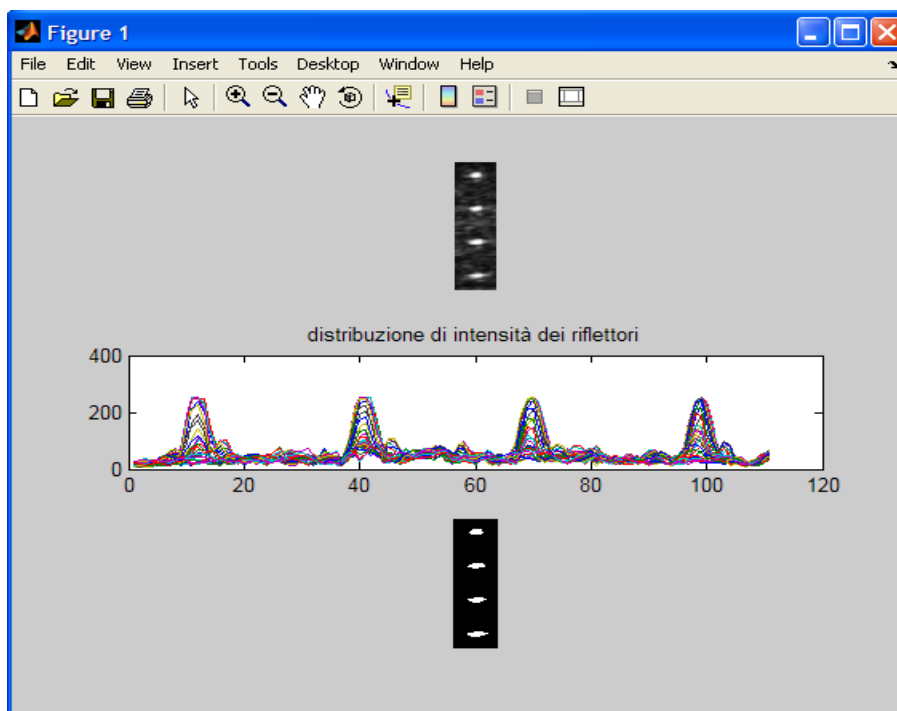 Figure 1
File Edit View Insert Tools Desktop Window Help
distribuzione di intensità dei riflettori
400
200
0
0 20 40 60 80 100 120